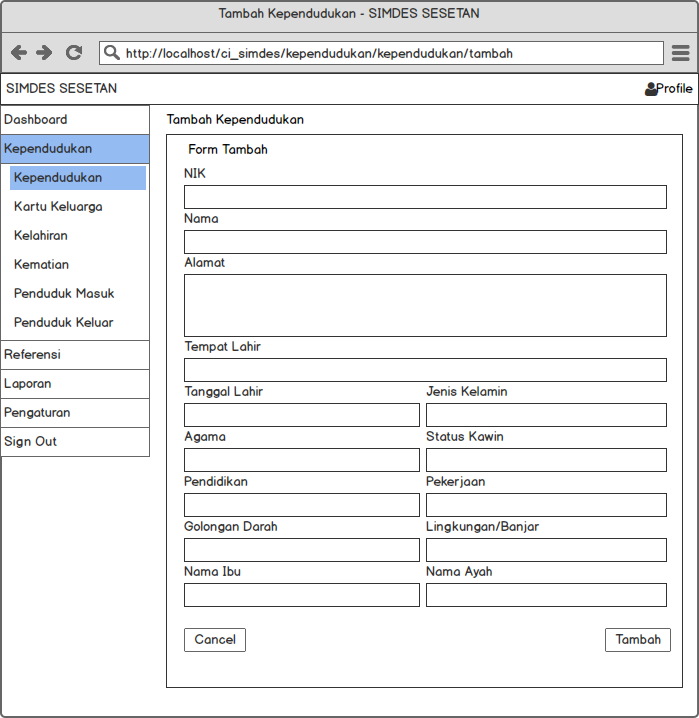 Tambah Kependudukan - SIMDES SESETAN
http://localhost/ci_simdes/kependudukan/kependudukan/tambah
SIMDES SESETAN
Profile
Dashboard
Kependudukan
Kependudukan
Kartu Keluarga
Kelahiran
Kematian
Penduduk Masuk
Penduduk Keluar
Referensi
Laporan
Pengaturan
Sign Out
Tambah Kependudukan
Form Tambah
NIK
Nama
Alamat
Tempat Lahir
Tanggal Lahir
Jenis Kelamin
Agama
Status Kawin
Pendidikan
Pekerjaan
Golongan Darah
Lingkungan/Banjar
Nama Ibu
Nama Ayah
Cancel
Tambah